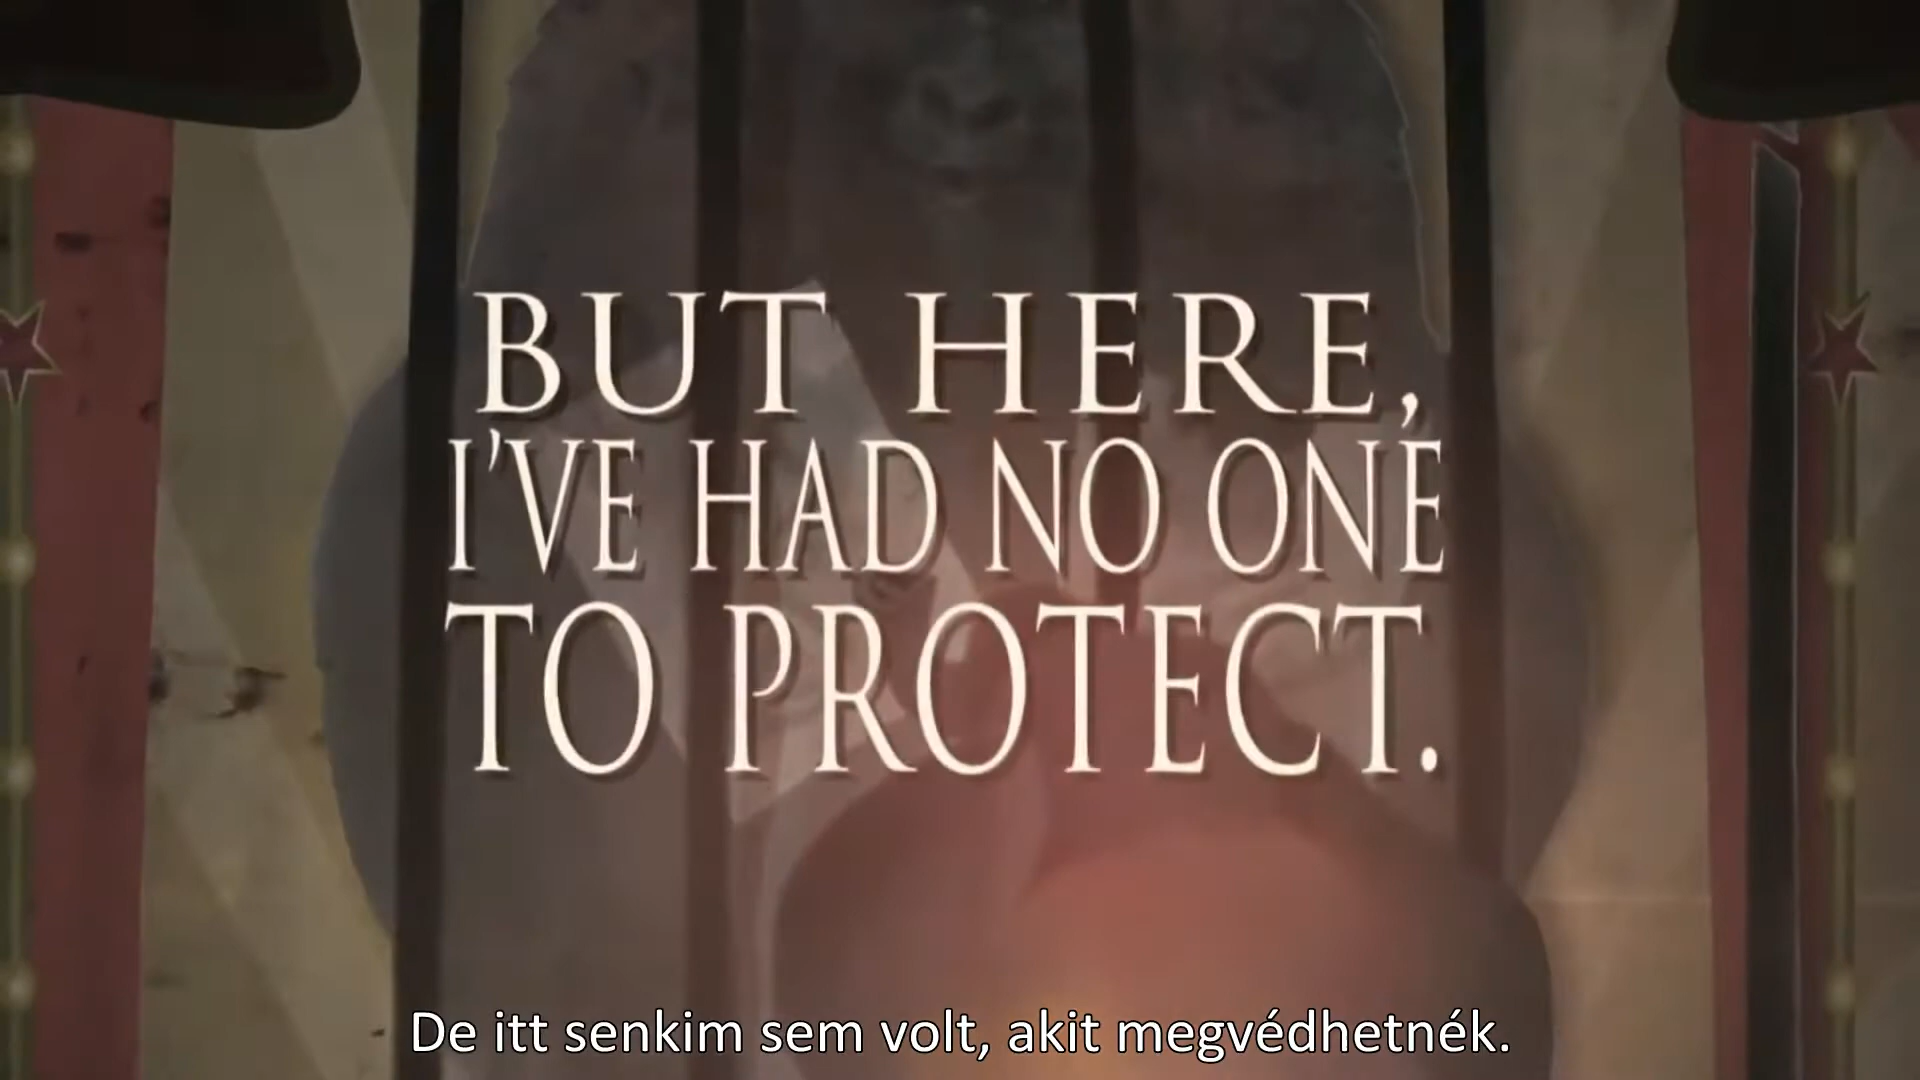 BUT HERE,
I'VE HAD NO ONE
TO PROTECT.
De itt senkim sem volt, akit megvédhetnék.